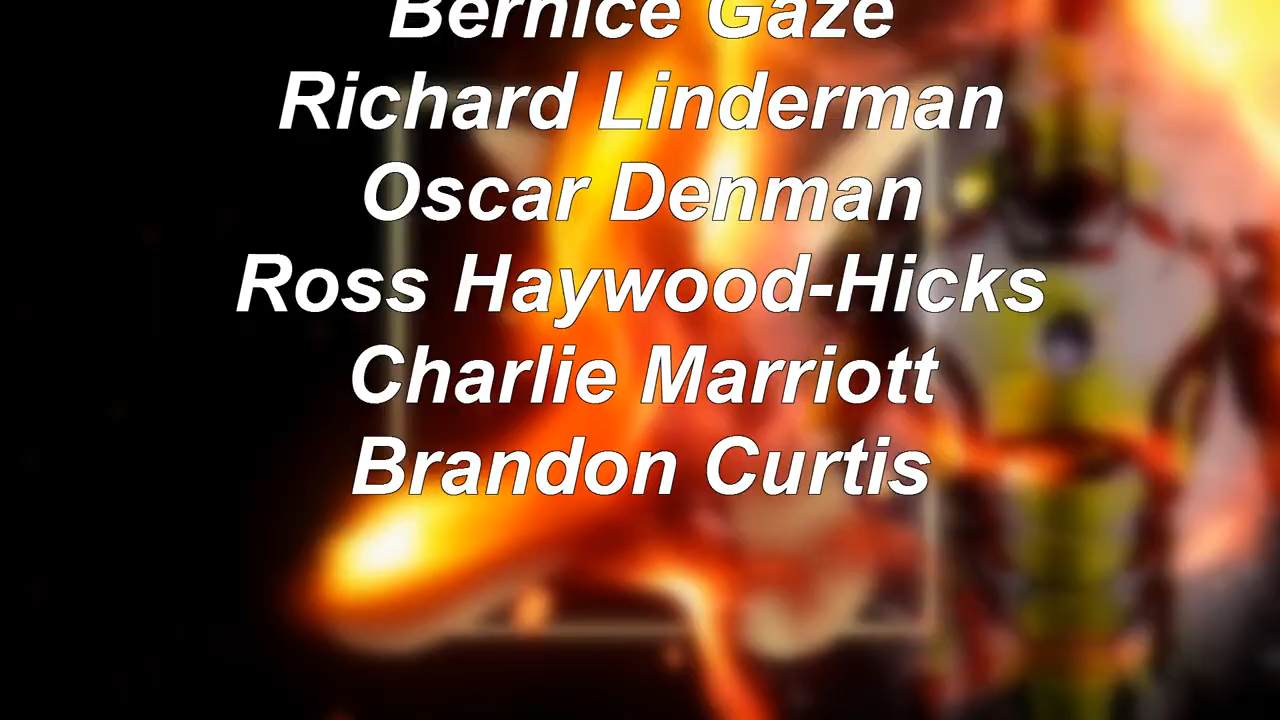 Bernice Gaze
Richard Linderman
Oscar Denman
Ross Haywood-Hicks
Charlie Marriott
Brandon Curtis